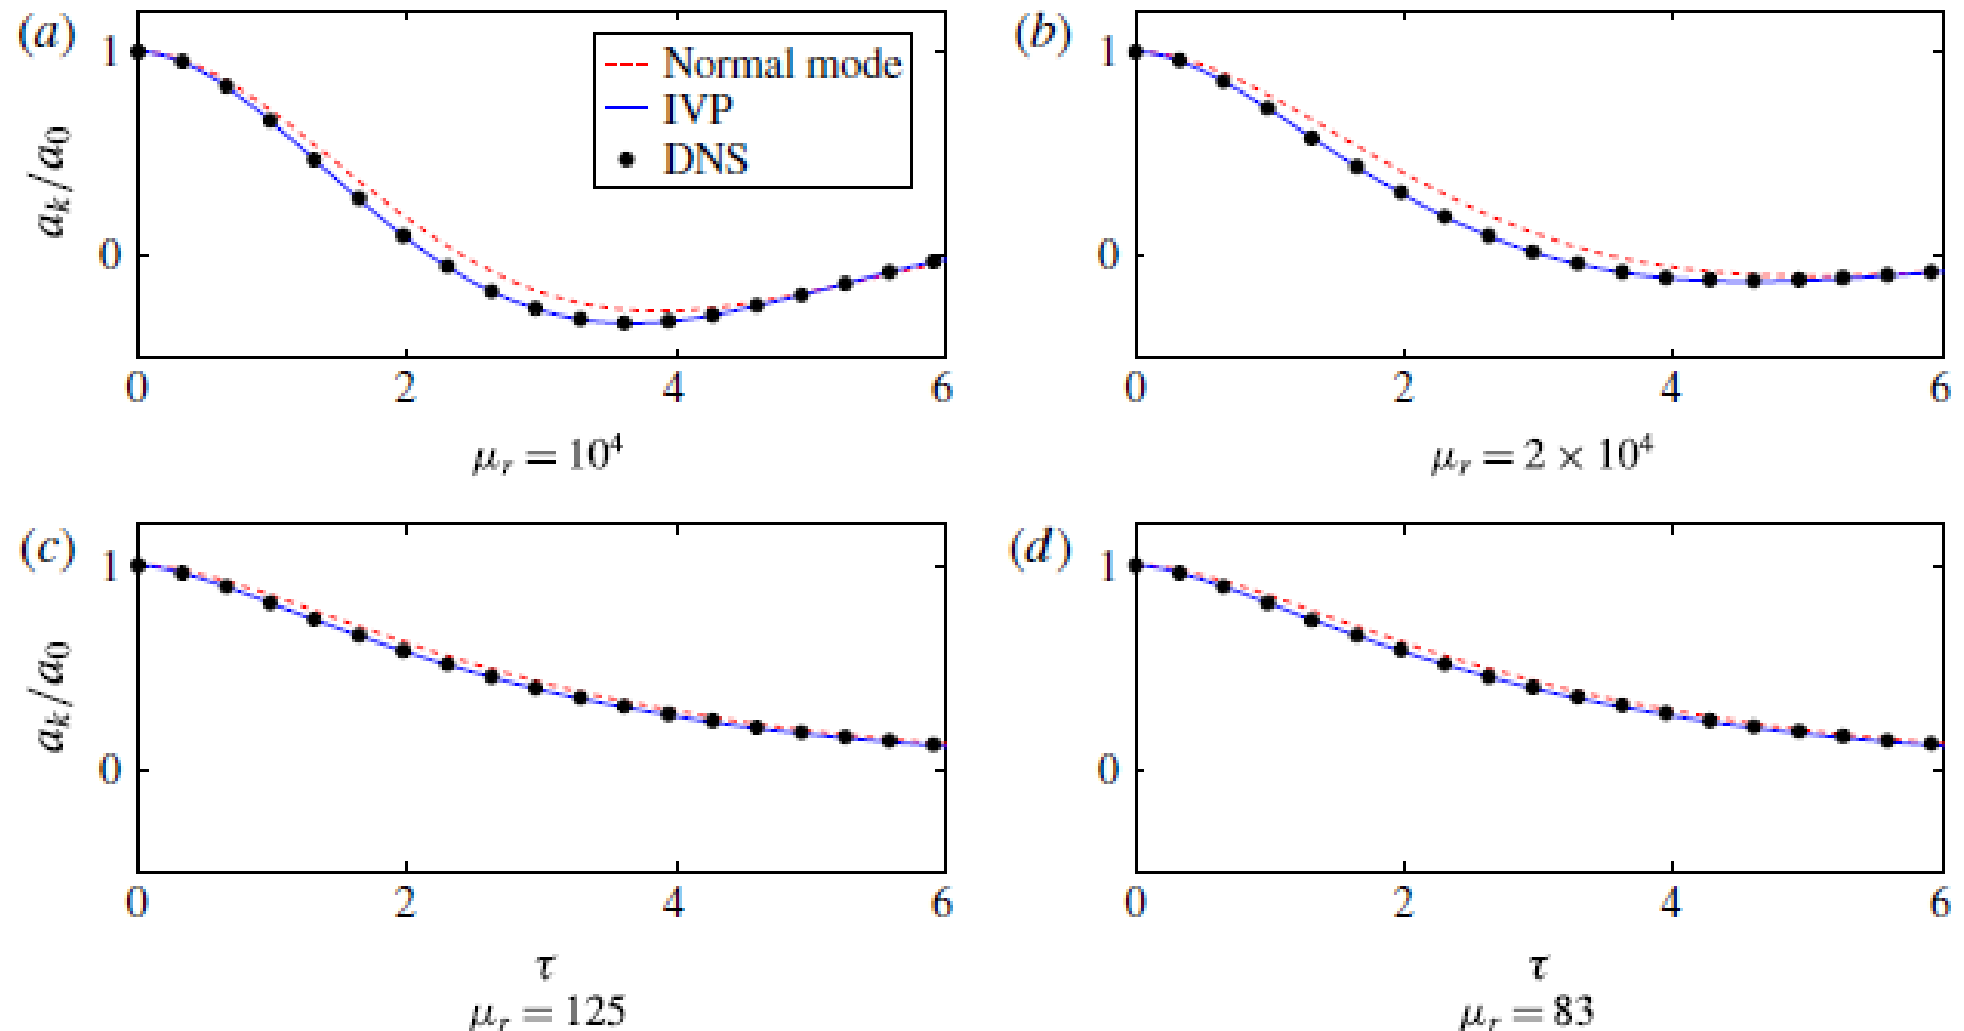 (a)
1
0
a_k/a_0
Normal mode
IVP
DNS
0 2 4 6
μ_r = 10^4
(b)
1
0
0 2 4 6
μ_r = 2 × 10^4
(c)
1
0
a_k/a_0
0 2 4 6
τ
μ_r = 125
(d)
1
0
0 2 4 6
τ
μ_r = 83